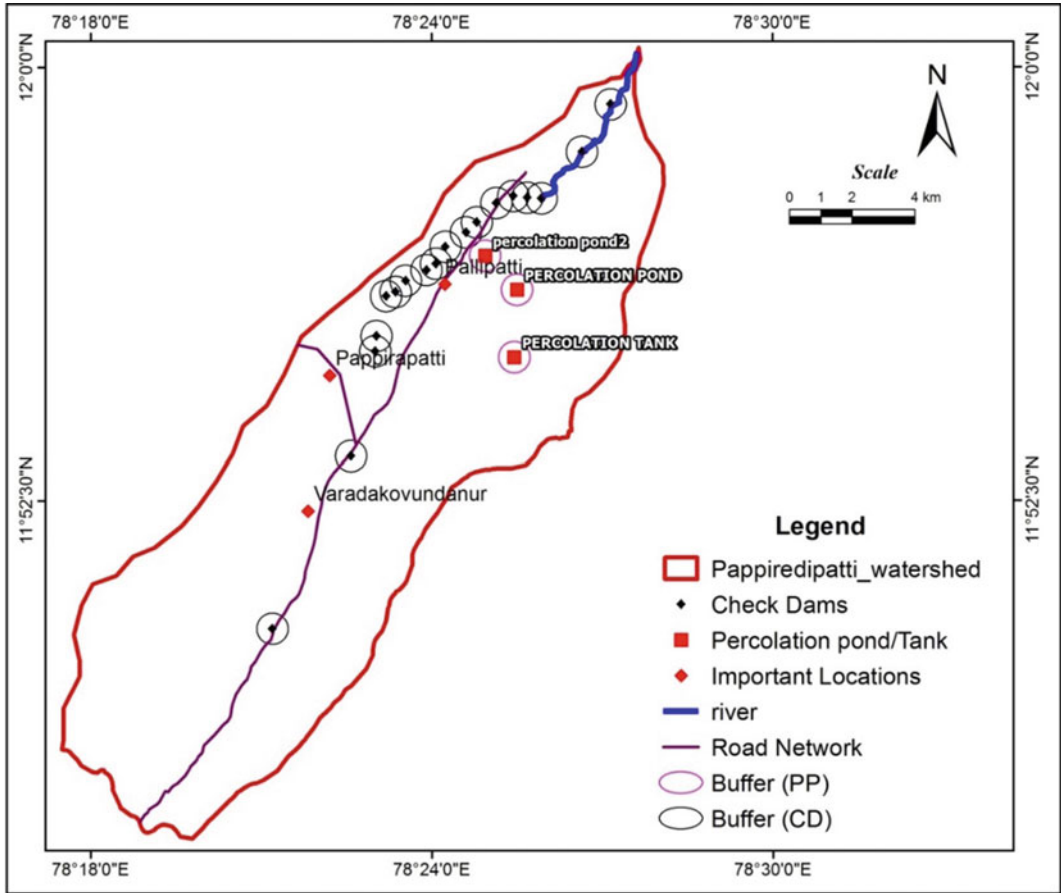 78°18'0"E 78°24'0"E 78°30'0"E
12°0'0"N
12°0'0"N
N
Scale
0 1 2 4 km
percolation pond2
Pallipatti
PERCOLATION POND
PERCOLATION TANK
Pappirapatti
Varadakovundanur
11°52'30"N
11°52'30"N
Legend
Pappiredipatti_watershed
Check Dams
Percolation pond/Tank
Important Locations
river
Road Network
Buffer (PP)
Buffer (CD)
78°18'0"E 78°24'0"E 78°30'0"E